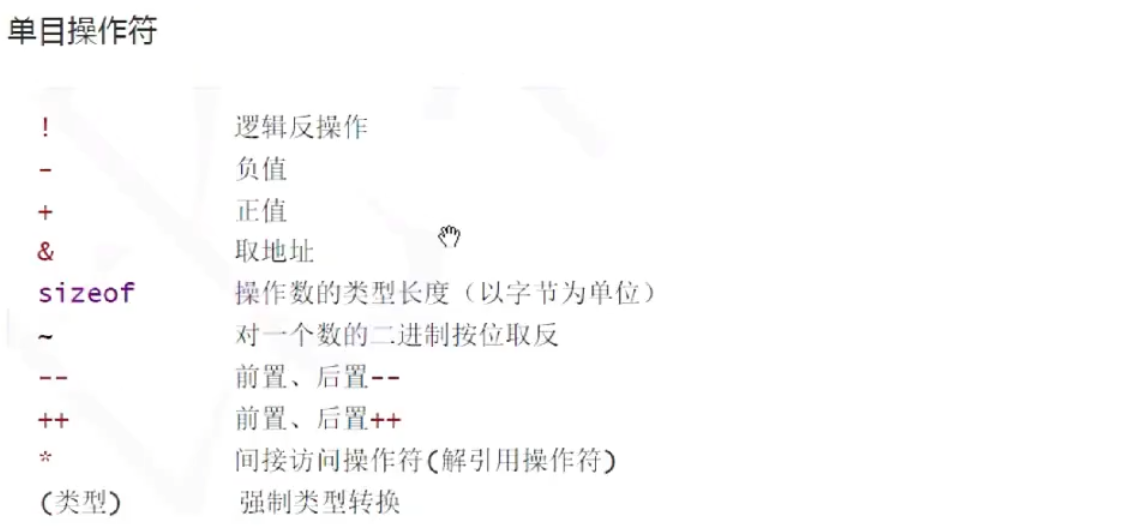 单目操作符
! 逻辑反操作
- 负值
+ 正值
& 取地址
sizeof 操作数的类型长度（以字节为单位）
~ 对一个数的二进制按位取反
-- 前置、后置--
++ 前置、后置++
* 间接访问操作符(解引用操作符)
(类型) 强制类型转换